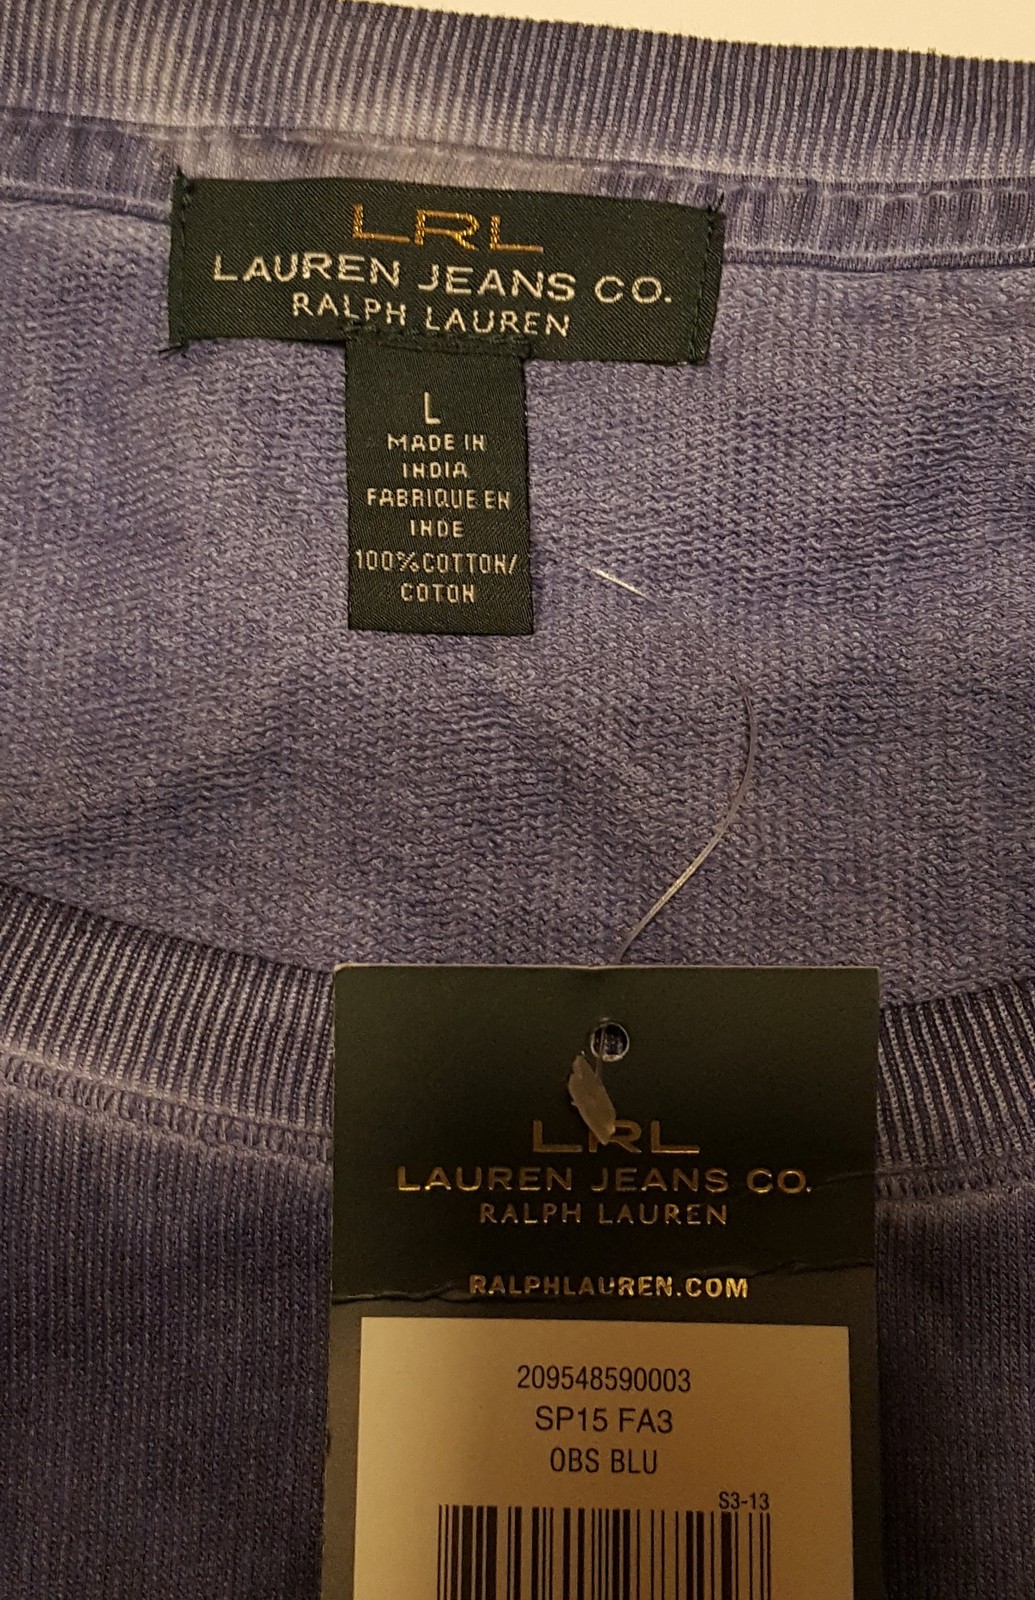 LRL
LAUREN JEANS CO.
RALPH LAUREN
L
MADE IN
INDIA
FABRIQUE EN
INDE
100% COTTON/
COTON
LRL
LAUREN JEANS CO.
RALPH LAUREN
RALPHLAUREN.COM
209548590003
SP15 FA3
OBS BLU
S3-13